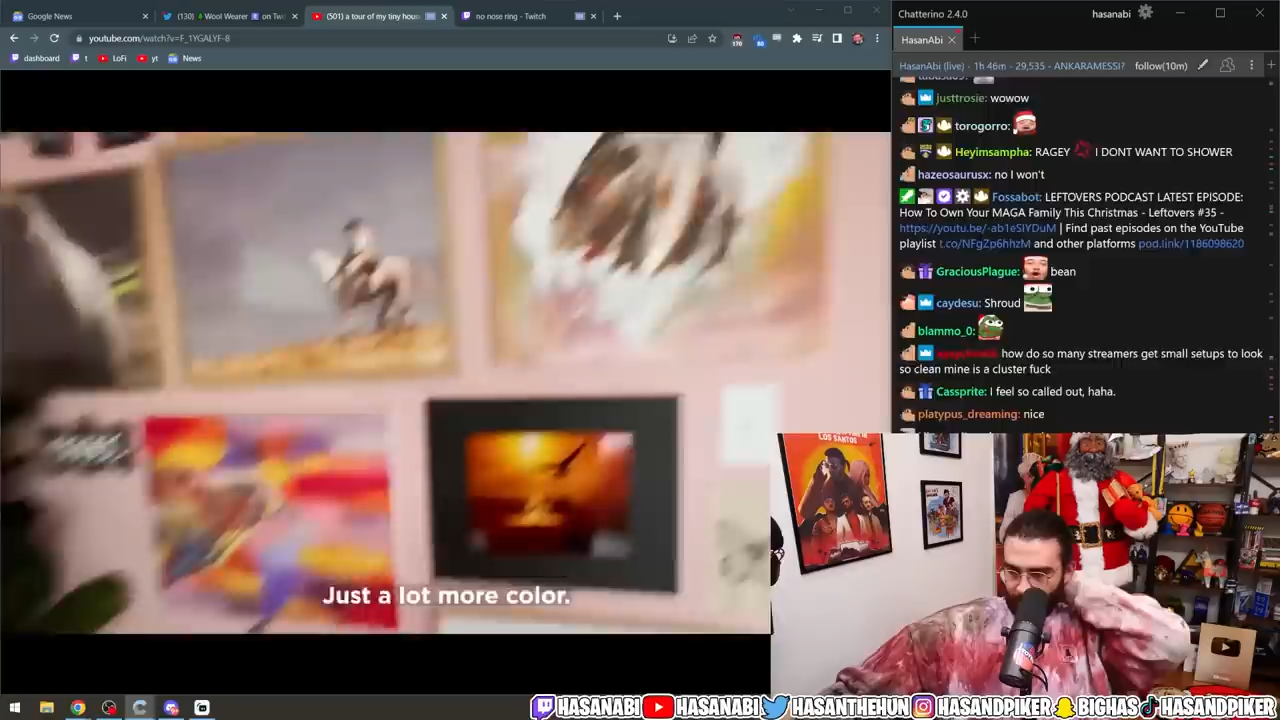 Google News
(130) Wool Wearer on Tw
(501) a tour of my tiny hous
no nose ring - Twitch
youtube.com/watch?v=F_1YGALYF-8
dashboard
t
LoFi
yt
News
Just a lot more color.
Chatterino 2.4.0
hasanabi
HasanAbi
HasanAbi (live) - 1h 46m - 29,535 - ANKARAMESSI?
follow(10m)
justtrosie: wowow
torogorro:
Heyimsampha: RAGEY I DONT WANT TO SHOWER
hazeosaurusx: no I won't
Fossabot: LEFTOVERS PODCAST LATEST EPISODE:
How To Own Your MAGA Family This Christmas - Leftovers #35 -
https://youtu.be/-ab1eSIYDuM | Find past episodes on the YouTube
playlist t.co/NFgZp6hhzM and other platforms pod.link/1186098620
GraciousPlague: bean
caydesu: Shroud
blammo_0:
how do so many streamers get small setups to look
so clean mine is a cluster fuck
Cassprite: I feel so called out, haha.
platypus_dreaming: nice
LOS SANTOS
HASANABI HASANABI HASANTHEHUN HASANDPIKER BIGHAS HASANDPIKER